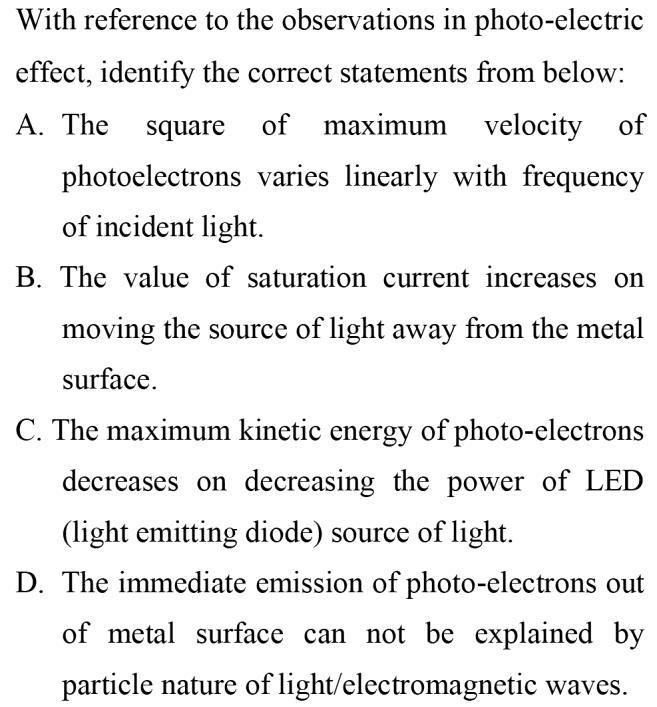 With reference to the observations in photo-electric
effect, identify the correct statements from below:
A. The square of maximum velocity of
photoelectrons varies linearly with frequency
of incident light.
B. The value of saturation current increases on
moving the source of light away from the metal
surface.
C. The maximum kinetic energy of photo-electrons
decreases on decreasing the power of LED
(light emitting diode) source of light.
D. The immediate emission of photo-electrons out
of metal surface can not be explained by
particle nature of light/electromagnetic waves.